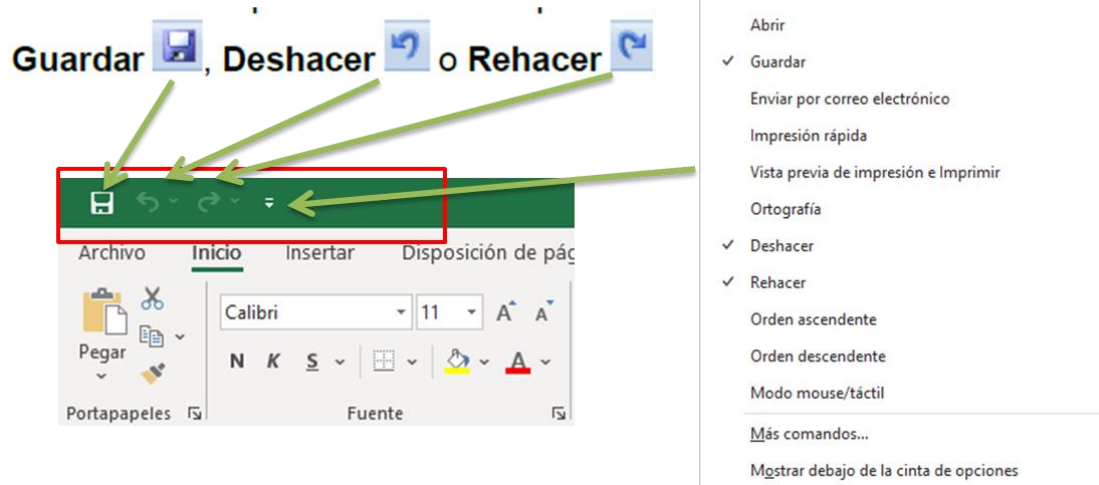 Guardar , Deshacer o Rehacer
Archivo Inicio Insertar Disposición de pág
Calibri 11 A A
Pegar
N K S A
Portapapeles Fuente
Abrir
Guardar
Enviar por correo electrónico
Impresión rápida
Vista previa de impresión e Imprimir
Ortografía
Deshacer
Rehacer
Orden ascendente
Orden descendente
Modo mouse/táctil
Más comandos...
Mostrar debajo de la cinta de opciones